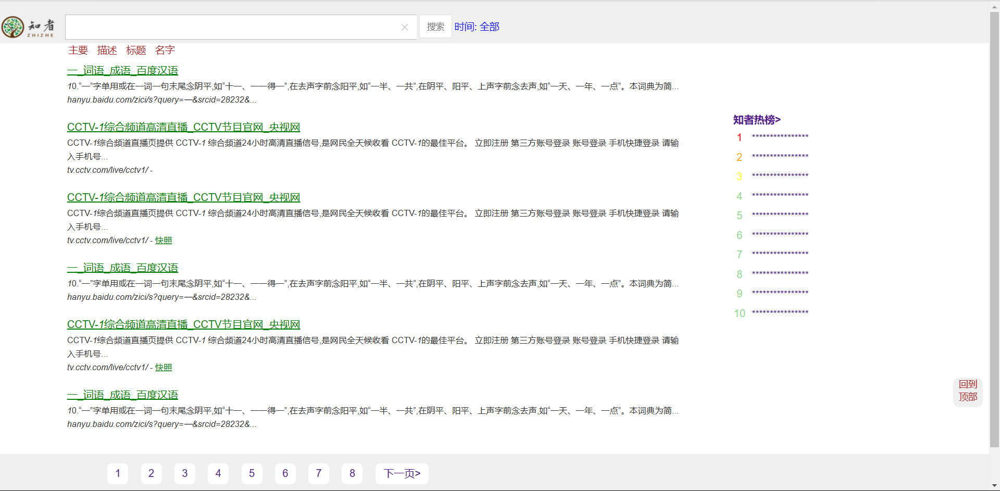 知者
ZHIZHE
搜索 时间: 全部
主要 描述 标题 名字
一_词语_成语_百度汉语
10.“一”字单用或在一词一句末尾念阴平,如“十一、一一得一”,在去声字前念阳平,如“一半、一共”,在阴平、阳平、上声字前念去声,如“一天、一年、一点”。本词典为简...
hanyu.baidu.com/zici/s?query=一&srcid=28232&...
CCTV-1综合频道高清直播_CCTV节目官网_央视网
CCTV-1综合频道直播页提供 CCTV-1 综合频道24小时高清直播信号,是网民全天候收看 CCTV-1的最佳平台。 立即注册 第三方账号登录 账号登录 手机快捷登录 请输
入手机号...
tv.cctv.com/live/cctv1/ -
CCTV-1综合频道高清直播_CCTV节目官网_央视网
CCTV-1综合频道直播页提供 CCTV-1 综合频道24小时高清直播信号,是网民全天候收看 CCTV-1的最佳平台。 立即注册 第三方账号登录 账号登录 手机快捷登录 请输
入手机号...
tv.cctv.com/live/cctv1/ - 快照
一_词语_成语_百度汉语
10.“一”字单用或在一词一句末尾念阴平,如“十一、一一得一”,在去声字前念阳平,如“一半、一共”,在阴平、阳平、上声字前念去声,如“一天、一年、一点”。本词典为简...
hanyu.baidu.com/zici/s?query=一&srcid=28232&...
CCTV-1综合频道高清直播_CCTV节目官网_央视网
CCTV-1综合频道直播页提供 CCTV-1 综合频道24小时高清直播信号,是网民全天候收看 CCTV-1的最佳平台。 立即注册 第三方账号登录 账号登录 手机快捷登录 请输
入手机号...
tv.cctv.com/live/cctv1/ - 快照
一_词语_成语_百度汉语
10.“一”字单用或在一词一句末尾念阴平,如“十一、一一得一”,在去声字前念阳平,如“一半、一共”,在阴平、阳平、上声字前念去声,如“一天、一年、一点”。本词典为简...
hanyu.baidu.com/zici/s?query=一&srcid=28232&...
知者热榜>
1 ****************
2 ****************
3 ****************
4 ****************
5 ****************
6 ****************
7 ****************
8 ****************
9 ****************
10 ****************
回到
顶部
1 2 3 4 5 6 7 8 下一页>